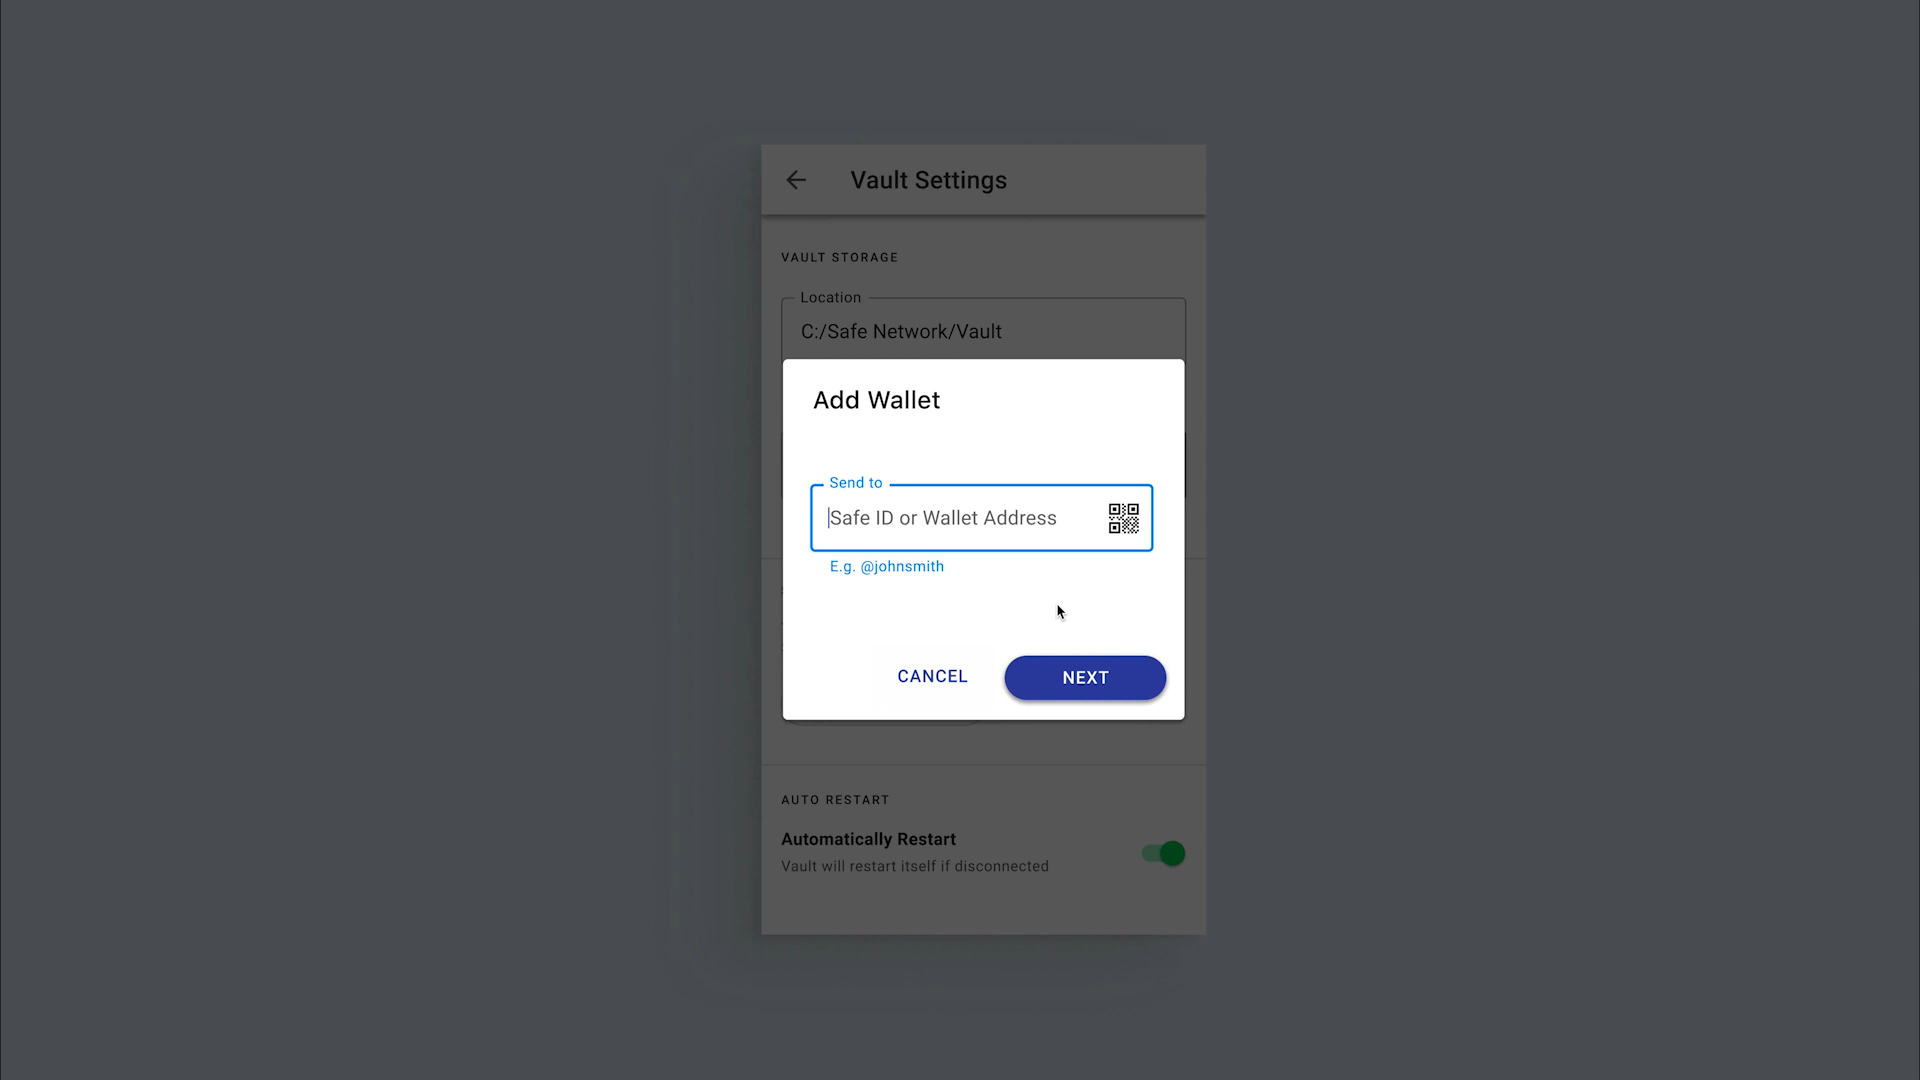 Vault Settings
VAULT STORAGE
Location
C:/Safe Network/Vault
Add Wallet
Send to
Safe ID or Wallet Address
E.g. @johnsmith
CANCEL
NEXT
AUTO RESTART
Automatically Restart
Vault will restart itself if disconnected